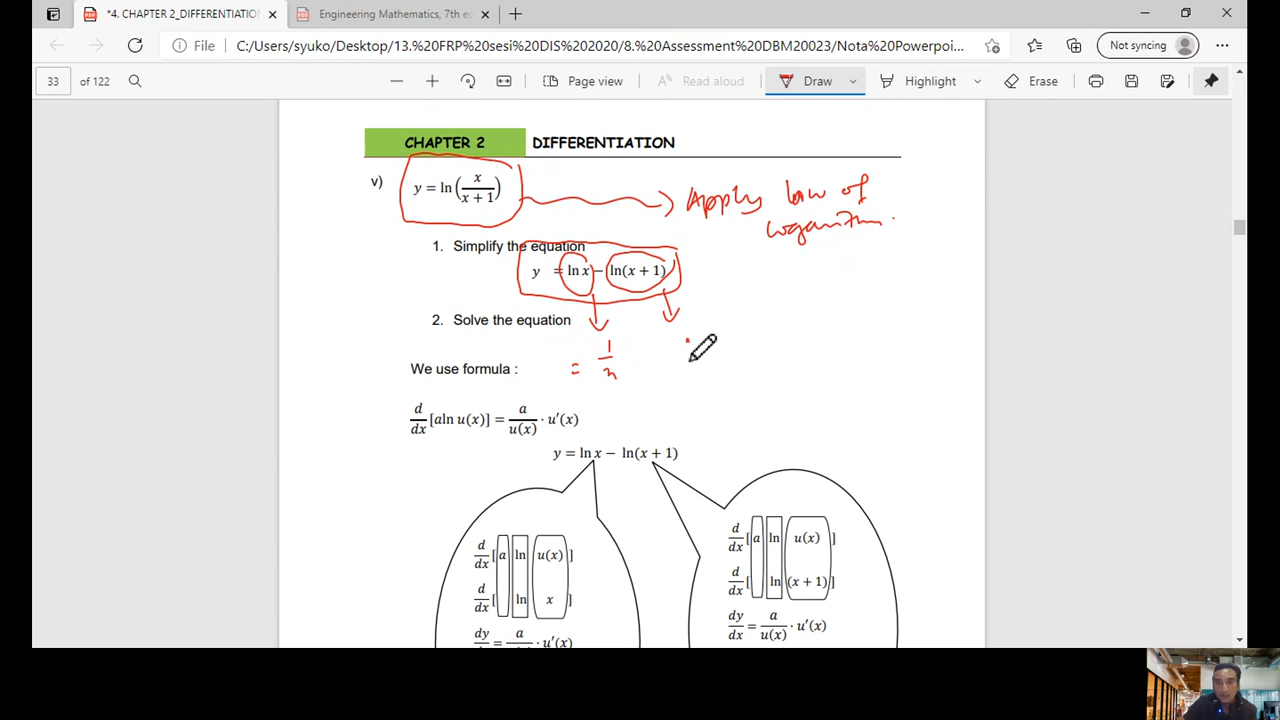 *4. CHAPTER 2_DIFFERENTIATIO
Engineering Mathematics, 7th e
File
C:/Users/syuko/Desktop/13.%20FRP%20sesi%20DIS%202020/8.%20Assessment%20DBM20023/Nota%20Powerpoi...
Not syncing
33 of 122
Page view
Read aloud
Draw
Highlight
Erase
CHAPTER 2 DIFFERENTIATION
v) y = ln(x/(x + 1))
Apply law of
logarithm.
1. Simplify the equation
y = ln x − ln(x + 1)
2. Solve the equation
= 1/x
We use formula :
d/dx [aln u(x)] = a/u(x) · u′(x)
y = ln x − ln(x + 1)
d/dx [ a ln u(x) ]
d/dx [ ln x ]
dy/dx = a/u(x) · u′(x)
d/dx [ a ln u(x) ]
d/dx [ ln (x + 1) ]
dy/dx = a/u(x) · u′(x)